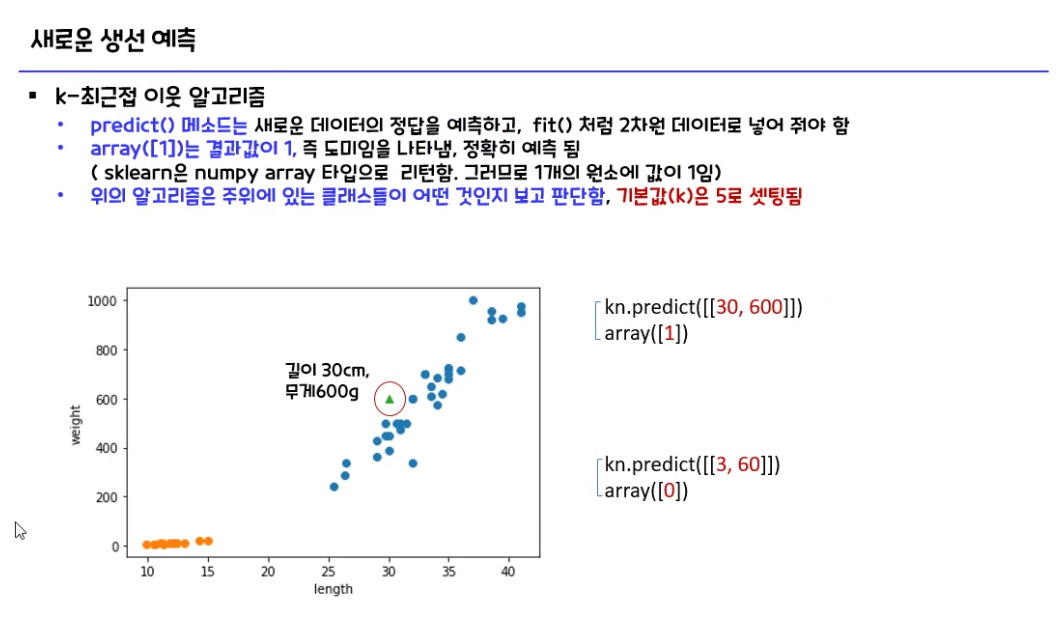 새로운 생선 예측
▪ k-최근접 이웃 알고리즘
• predict() 메소드는 새로운 데이터의 정답을 예측하고, fit() 처럼 2차원 데이터로 넣어 줘야 함
• array([1])는 결과값이 1, 즉 도미임을 나타냄, 정확히 예측 됨
( sklearn은 numpy array 타입으로 리턴함. 그러므로 1개의 원소에 값이 1임)
• 위의 알고리즘은 주위에 있는 클래스들이 어떤 것인지 보고 판단함, 기본값(k)은 5로 셋팅됨
1000
800
600
400
200
0
weight
길이 30cm,
무게600g
10 15 20 25 30 35 40
length
kn.predict([[30, 600]])
array([1])
kn.predict([[3, 60]])
array([0])